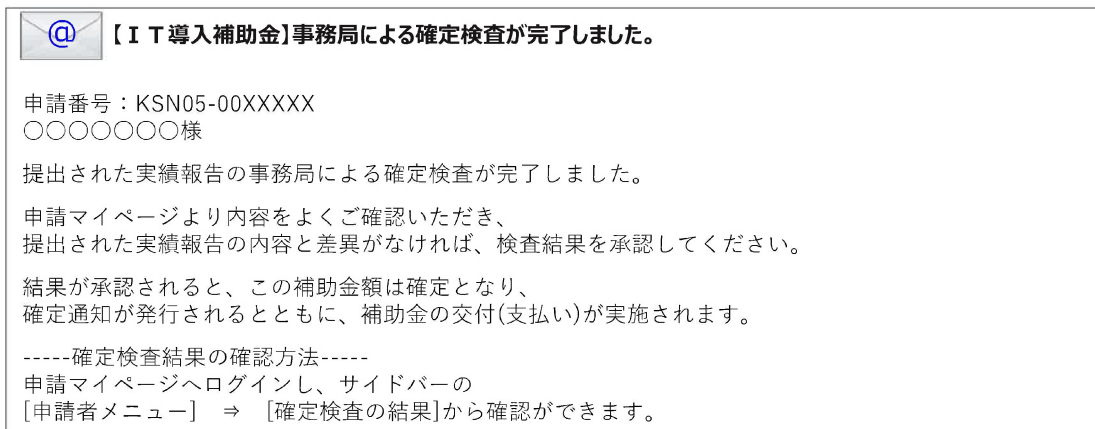 @
【ＩＴ導入補助金】事務局による確定検査が完了しました。
申請番号：KSN05-00XXXXX
○○○○○○○様
提出された実績報告の事務局による確定検査が完了しました。
申請マイページより内容をよくご確認いただき、
提出された実績報告の内容と差異がなければ、検査結果を承認してください。
結果が承認されると、この補助金額は確定となり、
確定通知が発行されるとともに、補助金の交付(支払い)が実施されます。
-----確定検査結果の確認方法-----
申請マイページへログインし、サイドバーの
[申請者メニュー]　⇒　[確定検査の結果]から確認ができます。